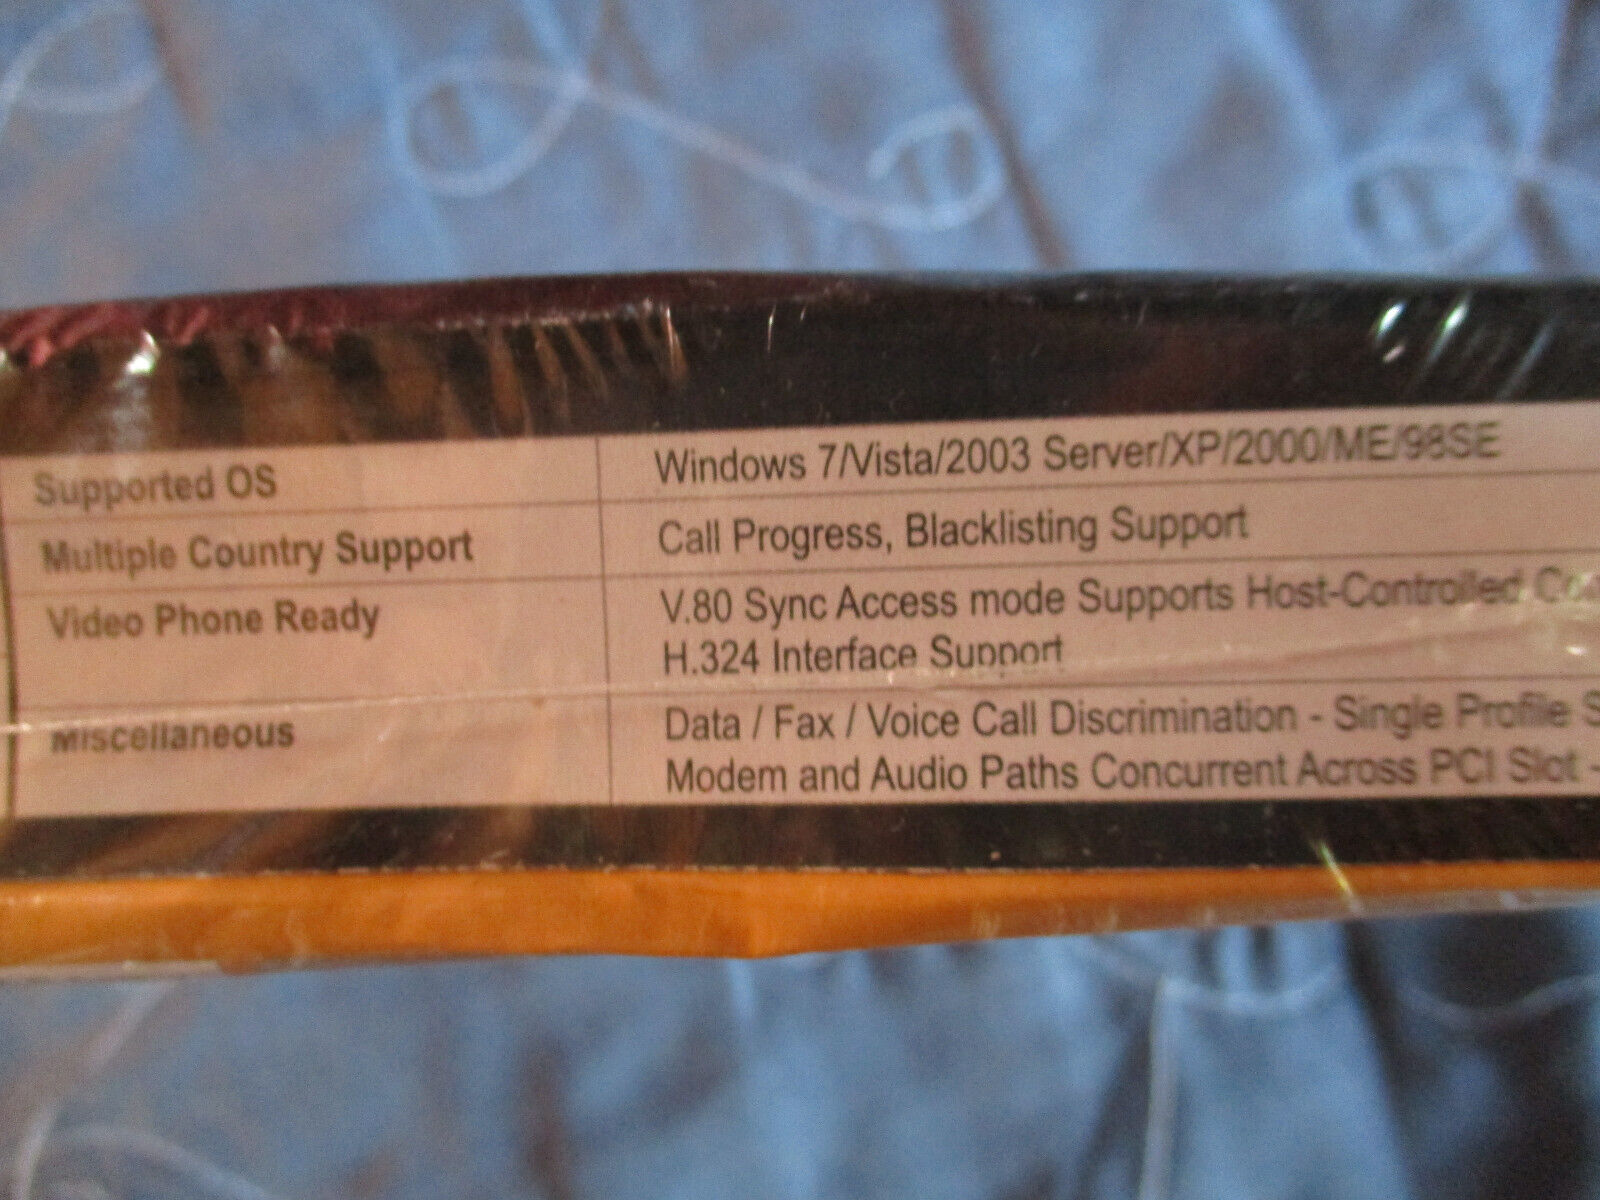 Supported OS Windows 7/Vista/2003 Server/XP/2000/ME/98SE
Multiple Country Support Call Progress, Blacklisting Support
Video Phone Ready V.80 Sync Access mode Supports Host-Controlled
H.324 Interface Support
Miscellaneous Data / Fax / Voice Call Discrimination - Single Profile
Modem and Audio Paths Concurrent Across PCI Slot -